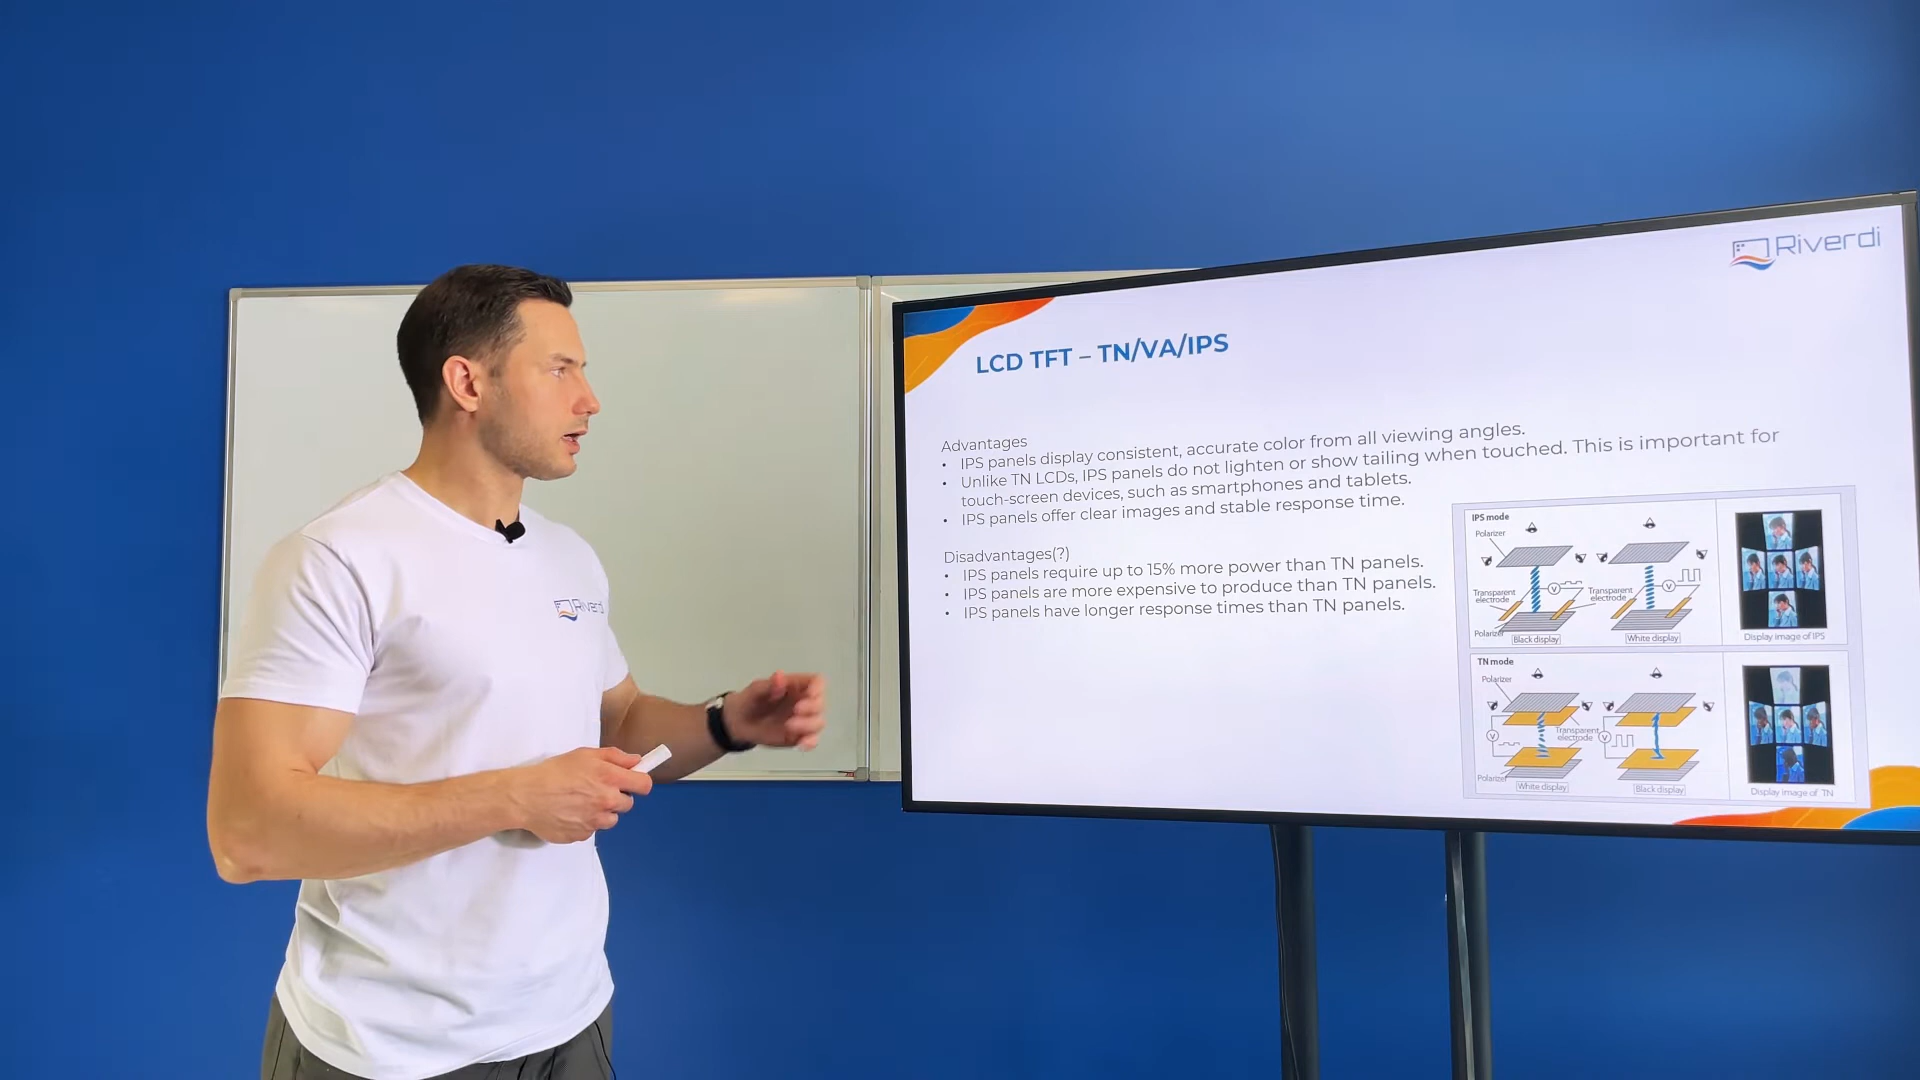 Riverdi
LCD TFT – TN/VA/IPS
Advantages
• IPS panels display consistent, accurate color from all viewing angles.
• Unlike TN LCDs, IPS panels do not lighten or show tailing when touched. This is important for
touch-screen devices, such as smartphones and tablets.
• IPS panels offer clear images and stable response time.
Disadvantages(?)
• IPS panels require up to 15% more power than TN panels.
• IPS panels are more expensive to produce than TN panels.
• IPS panels have longer response times than TN panels.
IPS mode
Polarizer
V
V
Transparent
electrode
Transparent
electrode
Polarizer
Black display
White display
Display image of IPS
TN mode
Polarizer
V
Transparent
electrode
V
Polarizer
White display
Black display
Display image of TN
Riverdi